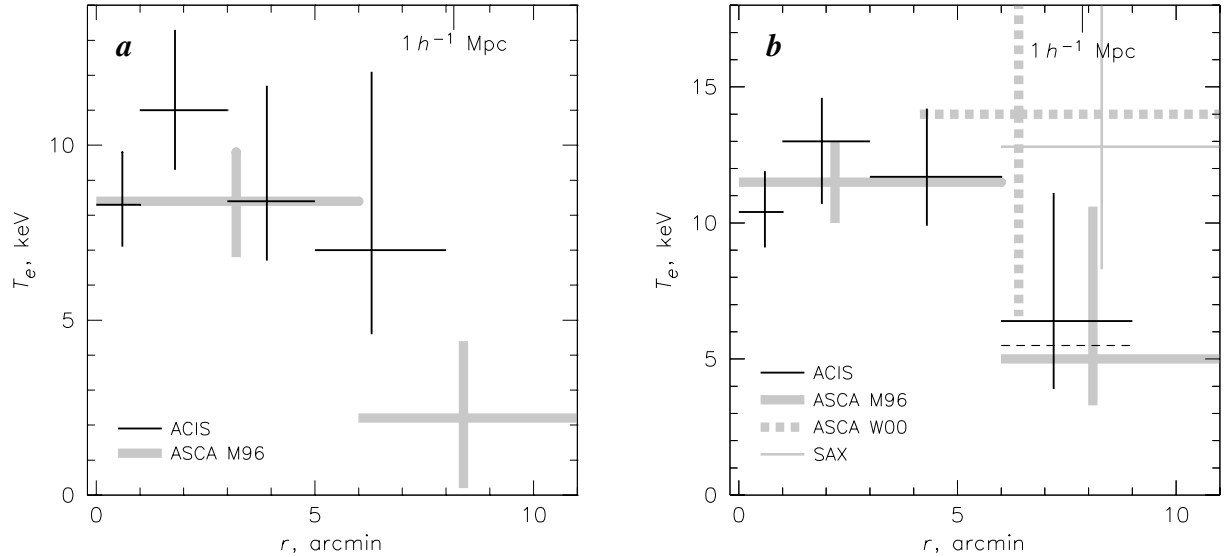 a
1 h⁻¹ Mpc
10
5
0
Tₑ, keV
ACIS
ASCA M96
0
5
10
r, arcmin
b
1 h⁻¹ Mpc
15
10
5
0
Tₑ, keV
ACIS
ASCA M96
ASCA W00
SAX
0
5
10
r, arcmin